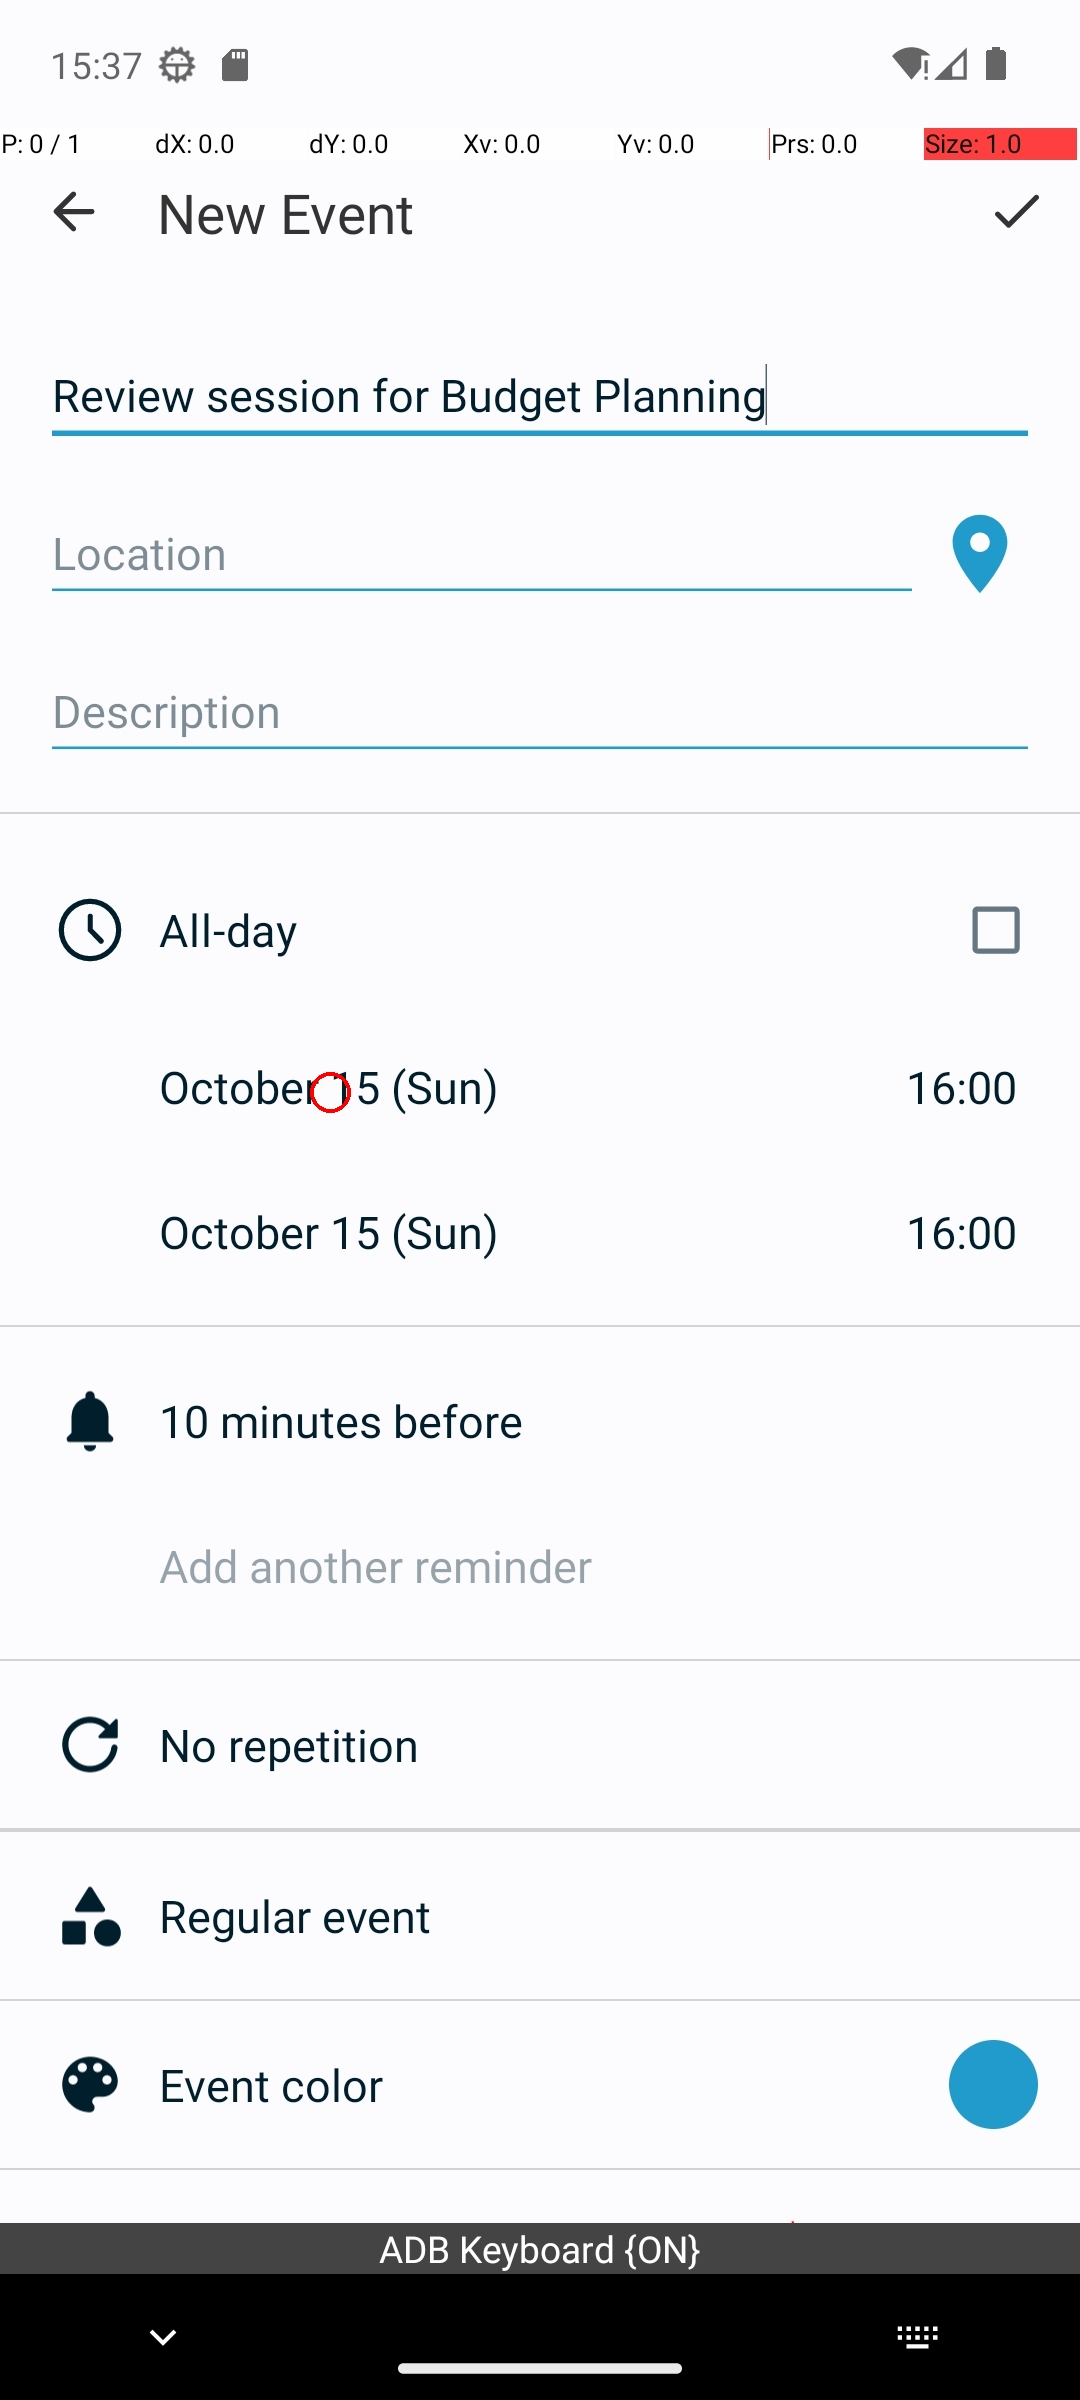 15:37
P: 0 / 1 dX: 0.0 dY: 0.0 Xv: 0.0 Yv: 0.0 Prs: 0.0 Size: 1.0
New Event
Review session for Budget Planning
Location
Description
All-day
October 15 (Sun) 16:00
October 15 (Sun) 16:00
10 minutes before
Add another reminder
No repetition
Regular event
Event color
ADB Keyboard {ON}